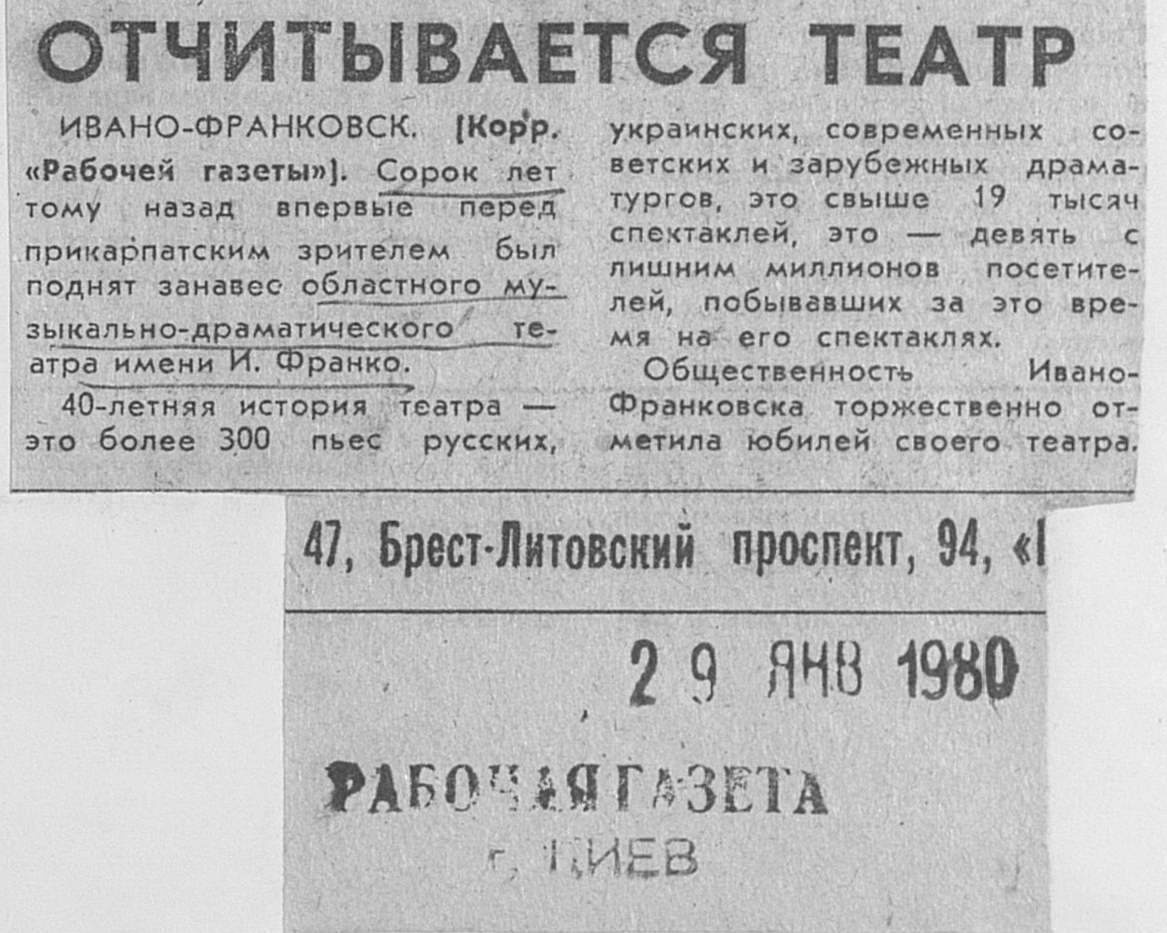 ОТЧИТЫВАЕТСЯ ТЕАТР
ИВАНО-ФРАНКОВСК. [Корр.
«Рабочей газеты»]. Сорок лет
тому назад впервые перед
прикарпатским зрителем был
поднят занавес областного му-
зыкально-драматического те-
атра имени И. Франко.
40-летняя история театра —
это более 300 пьес русских,
украинских, современных со-
ветских и зарубежных драма-
тургов, это свыше 19 тысяч
спектаклей, это — девять с
лишним миллионов посетите-
лей, побывавших за это вре-
мя на его спектаклях.
Общественность Ивано-
Франковска торжественно от-
метила юбилей своего театра.
47, Брест-Литовский проспект, 94, «
29 ЯНВ 1980
РАБОЧАЯ ГАЗЕТА
г. КИЕВ